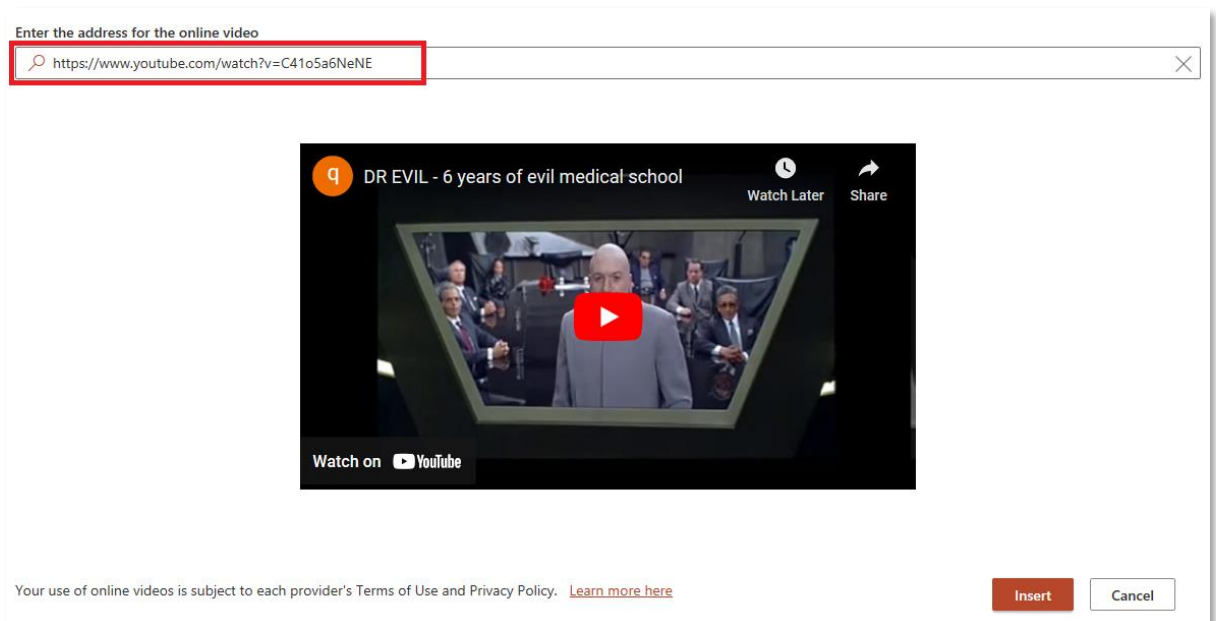 Enter the address for the online video
https://www.youtube.com/watch?v=C41o5a6NeNE
q
DR EVIL - 6 years of evil medical school
Watch Later
Share
Watch on YouTube
Your use of online videos is subject to each provider's Terms of Use and Privacy Policy. Learn more here
Insert
Cancel